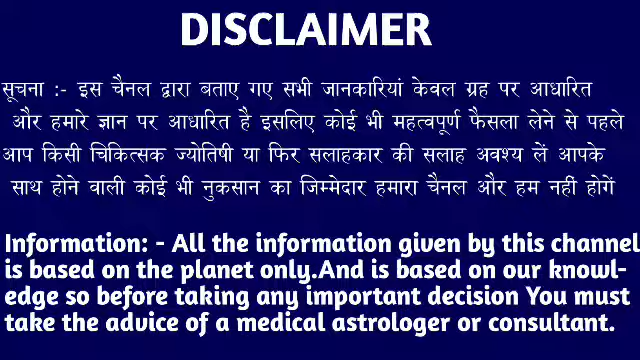 DISCLAIMER
सूचना :- इस चैनल द्वारा बताए गए सभी जानकारियां केवल ग्रह पर आधारित
और हमारे ज्ञान पर आधारित है इसलिए कोई भी महत्वपूर्ण फैसला लेने से पहले
आप किसी चिकित्सक ज्योतिषी या फिर सलाहकार की सलाह अवश्य लें आपके
साथ होने वाली कोई भी नुकसान का जिम्मेदार हमारा चैनल और हम नहीं होगें
Information: - All the information given by this channel
is based on the planet only.And is based on our knowl-
edge so before taking any important decision You must
take the advice of a medical astrologer or consultant.